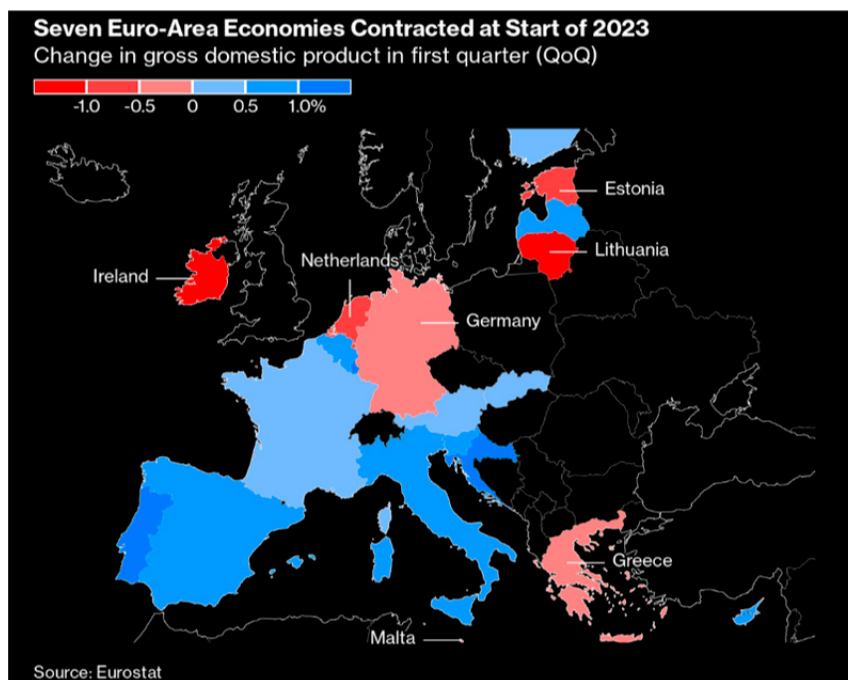 Seven Euro-Area Economies Contracted at Start of 2023
Change in gross domestic product in first quarter (QoQ)
-1.0 -0.5 0 0.5 1.0%
Estonia
Lithuania
Netherlands
Ireland
Germany
Greece
Malta
Source: Eurostat